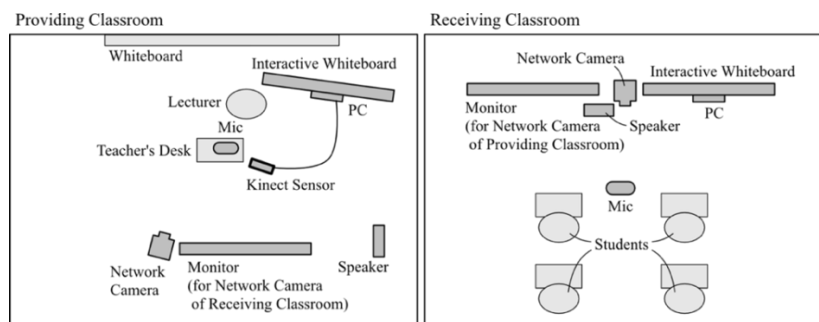 Providing Classroom
Whiteboard
Interactive Whiteboard
Lecturer
PC
Mic
Teacher's Desk
Kinect Sensor
Network
Camera
Monitor
(for Network Camera
of Receiving Classroom)
Speaker
Receiving Classroom
Network Camera
Interactive Whiteboard
Monitor
(for Network Camera
of Providing Classroom)
Speaker
PC
Mic
Students